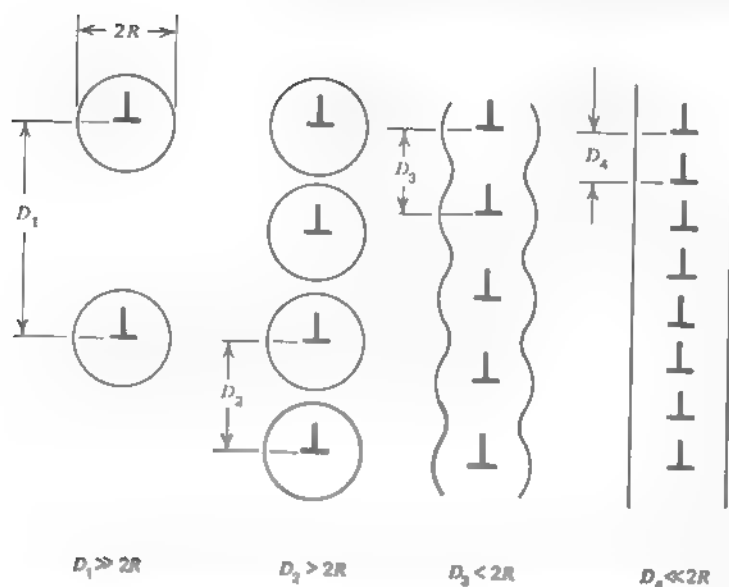 2R
D₁
D₂
D₃
D₄
D₁ ≫ 2R
D₂ > 2R
D₃ < 2R
D₄ ≪ 2R